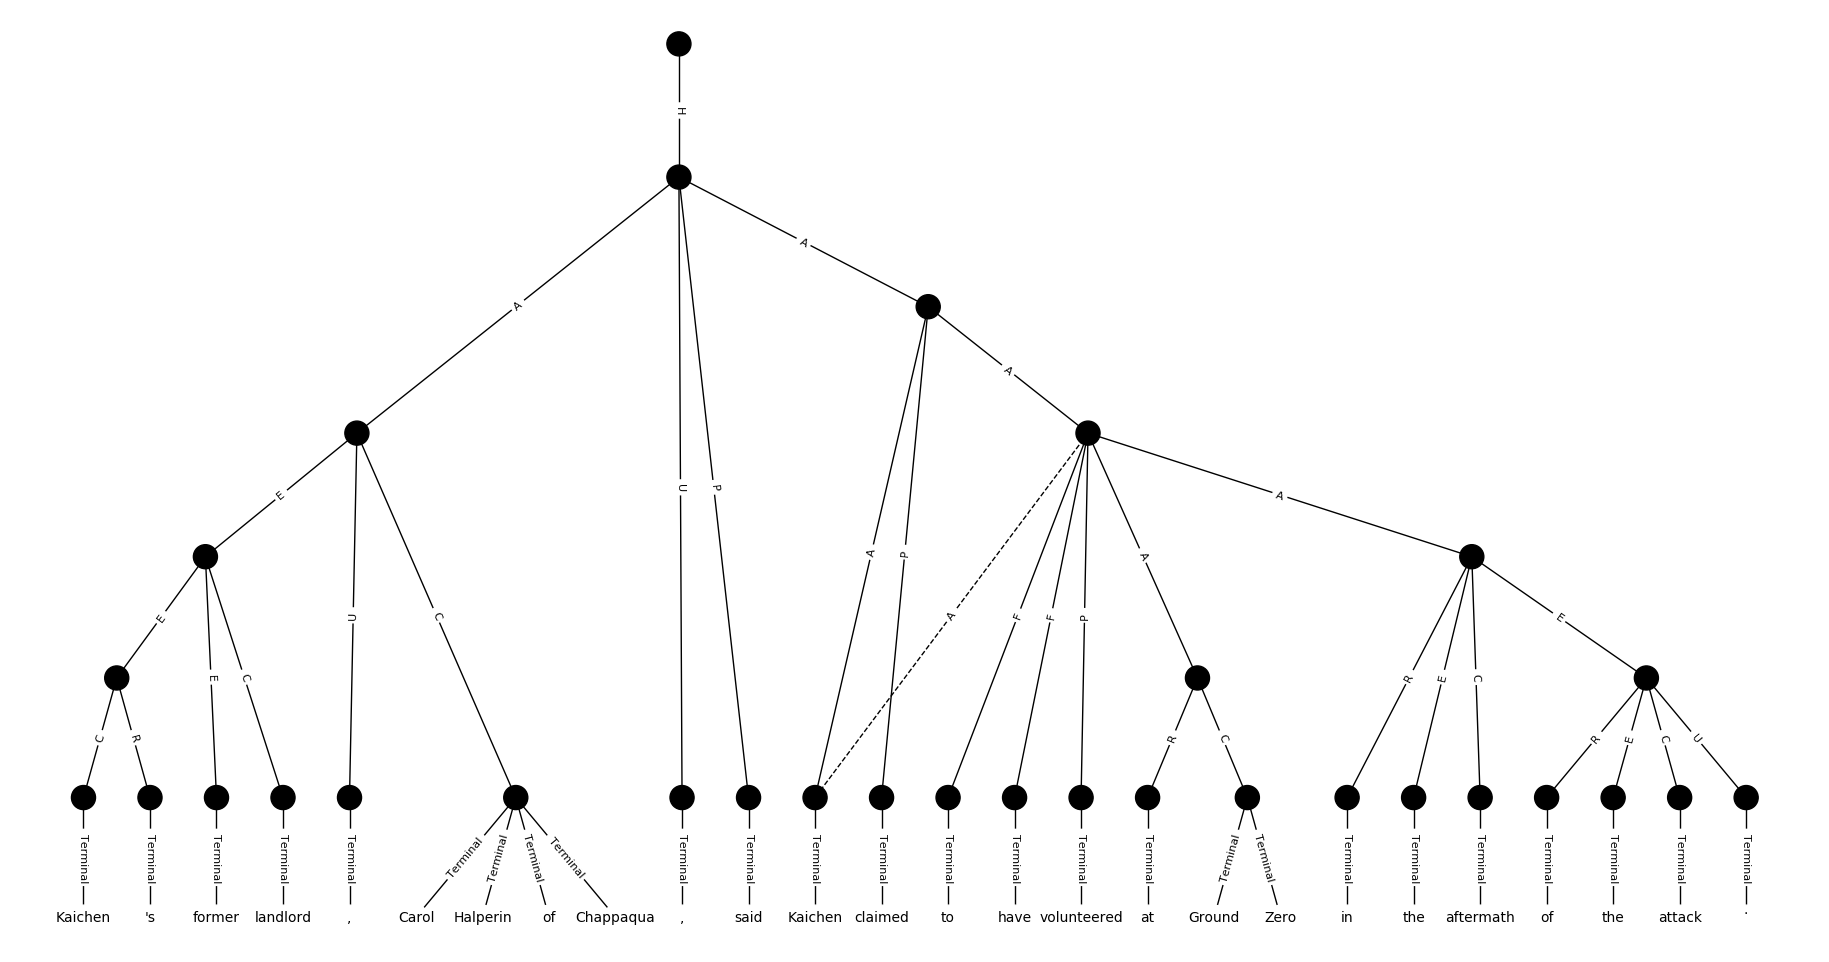 H
A
A
A
E
U
P
A
E
U
C
A
P
A
F
F
P
A
E
E
E
C
R
E
C
C
R
R
C
R
E
C
U
Terminal Terminal Terminal Terminal Terminal Terminal Terminal Terminal Terminal Terminal Terminal Terminal Terminal Terminal Terminal Terminal Terminal Terminal Terminal Terminal Terminal Terminal Terminal Terminal Terminal Terminal
Kaichen 's former landlord , Carol Halperin of Chappaqua , said Kaichen claimed to have volunteered at Ground Zero in the aftermath of the attack .